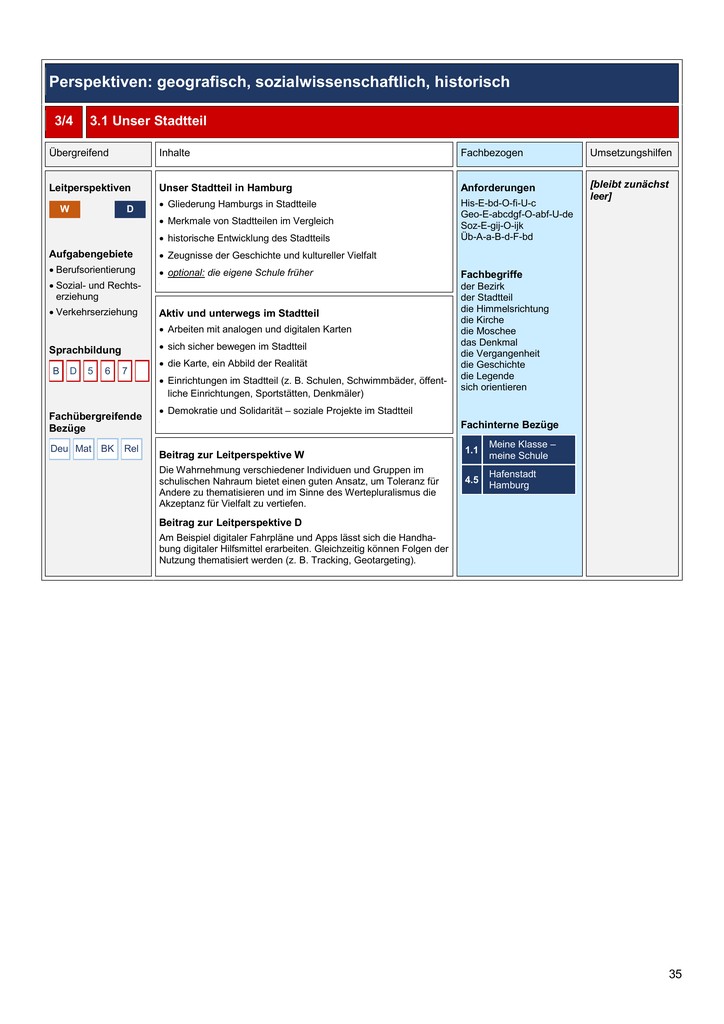 Perspektiven: geografisch, sozialwissenschaftlich, historisch
3/4 3.1 Unser Stadtteil
Übergreifend
Inhalte
Fachbezogen
Umsetzungshilfen
Leitperspektiven
W D
Aufgabengebiete
• Berufsorientierung
• Sozial- und Rechts-
erziehung
• Verkehrserziehung
Sprachbildung
B D 5 6 7
Fachübergreifende
Bezüge
Deu Mat BK Rel
Unser Stadtteil in Hamburg
• Gliederung Hamburgs in Stadtteile
• Merkmale von Stadtteilen im Vergleich
• historische Entwicklung des Stadtteils
• Zeugnisse der Geschichte und kultureller Vielfalt
• optional: die eigene Schule früher
Aktiv und unterwegs im Stadtteil
• Arbeiten mit analogen und digitalen Karten
• sich sicher bewegen im Stadtteil
• die Karte, ein Abbild der Realität
• Einrichtungen im Stadtteil (z. B. Schulen, Schwimmbäder, öffent-
liche Einrichtungen, Sportstätten, Denkmäler)
• Demokratie und Solidarität – soziale Projekte im Stadtteil
Beitrag zur Leitperspektive W
Die Wahrnehmung verschiedener Individuen und Gruppen im
schulischen Nahraum bietet einen guten Ansatz, um Toleranz für
Andere zu thematisieren und im Sinne des Wertepluralismus die
Akzeptanz für Vielfalt zu vertiefen.
Beitrag zur Leitperspektive D
Am Beispiel digitaler Fahrpläne und Apps lässt sich die Handha-
bung digitaler Hilfsmittel erarbeiten. Gleichzeitig können Folgen der
Nutzung thematisiert werden (z. B. Tracking, Geotargeting).
Anforderungen
His-E-bd-O-fi-U-c
Geo-E-abcdgf-O-abf-U-de
Soz-E-gij-O-ijk
Üb-A-a-B-d-F-bd
Fachbegriffe
der Bezirk
der Stadtteil
die Himmelsrichtung
die Kirche
die Moschee
das Denkmal
die Vergangenheit
die Geschichte
die Legende
sich orientieren
Fachinterne Bezüge
1.1 Meine Klasse –
meine Schule
4.5 Hafenstadt
Hamburg
[bleibt zunächst
leer]
35